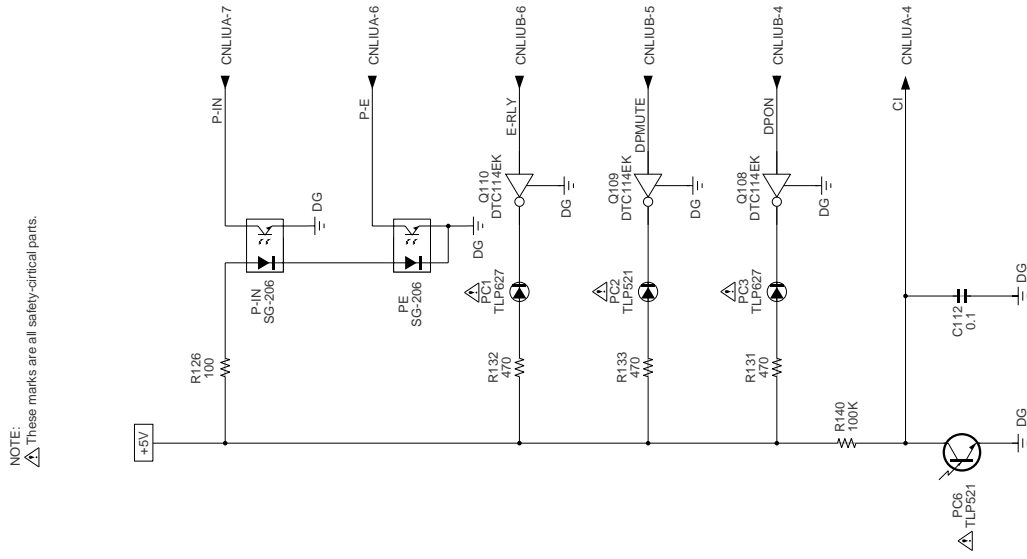 NOTE:
These marks are all safety-cirtical parts.
+5V
R126
100
P-IN
SG-206
DG
P-IN
CNLIUA-7
PE
SG-206
DG
P-E
CNLIUA-6
R132
470
PC1
TLP627
Q110
DTC114EK
DG
E-RLY
CNLIUB-6
R133
470
PC2
TLP521
Q109
DTC114EK
DG
DPMUTE
CNLIUB-5
R131
470
PC3
TLP627
Q108
DTC114EK
DG
DPON
CNLIUB-4
R140
100K
CI
CNLIUA-4
C112
0.1
DG
PC6
TLP521
DG